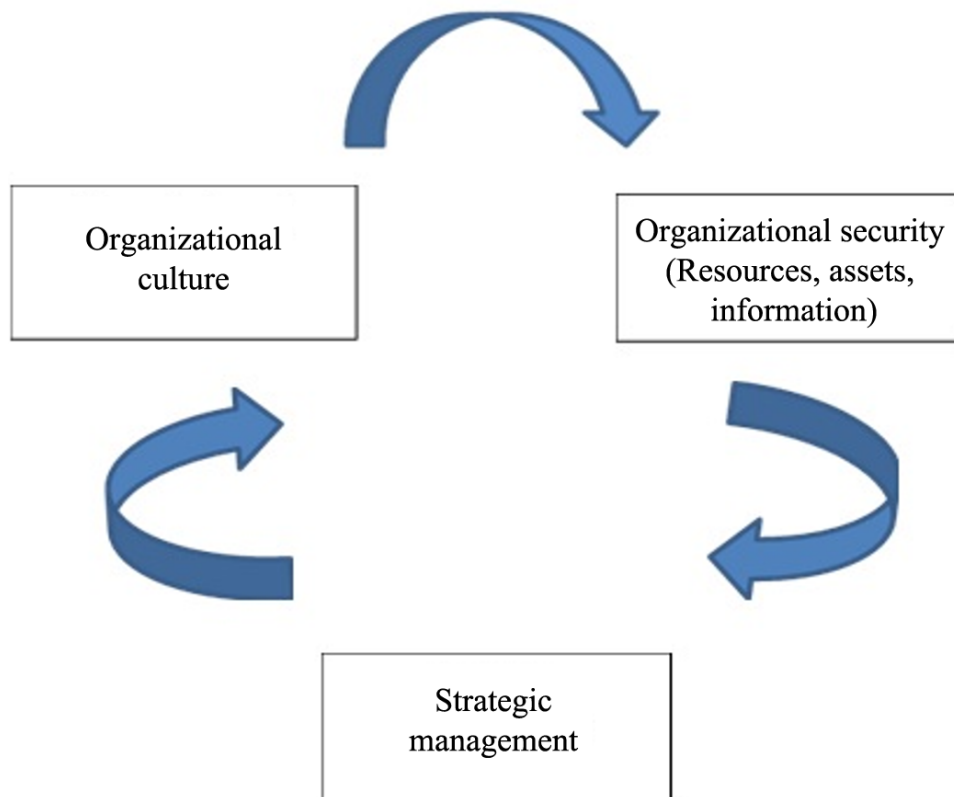 Organizational
culture
Organizational security
(Resources, assets,
information)
Strategic
management